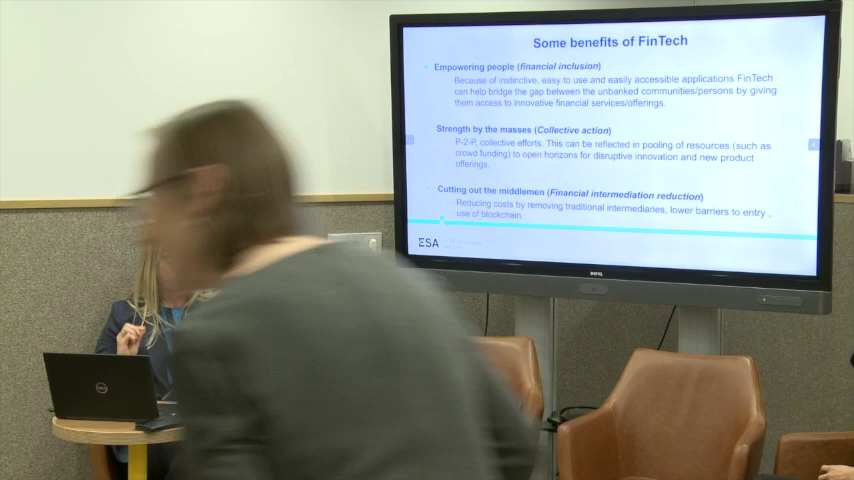 Some benefits of FinTech
Empowering people (financial inclusion)
Because of instinctive, easy to use and easily accessible applications FinTech
can help bridge the gap between the unbanked communities/persons by giving
them access to innovative financial services/offerings.
Strength by the masses (Collective action)
P-2-P, collective efforts. This can be reflected in pooling of resources (such as
crowd funding) to open horizons for disruptive innovation and new product
offerings.
Cutting out the middlemen (Financial intermediation reduction)
Reducing costs by removing traditional intermediaries, lower barriers to entry ,
use of blockchain.
ESA
BenQ
DELL